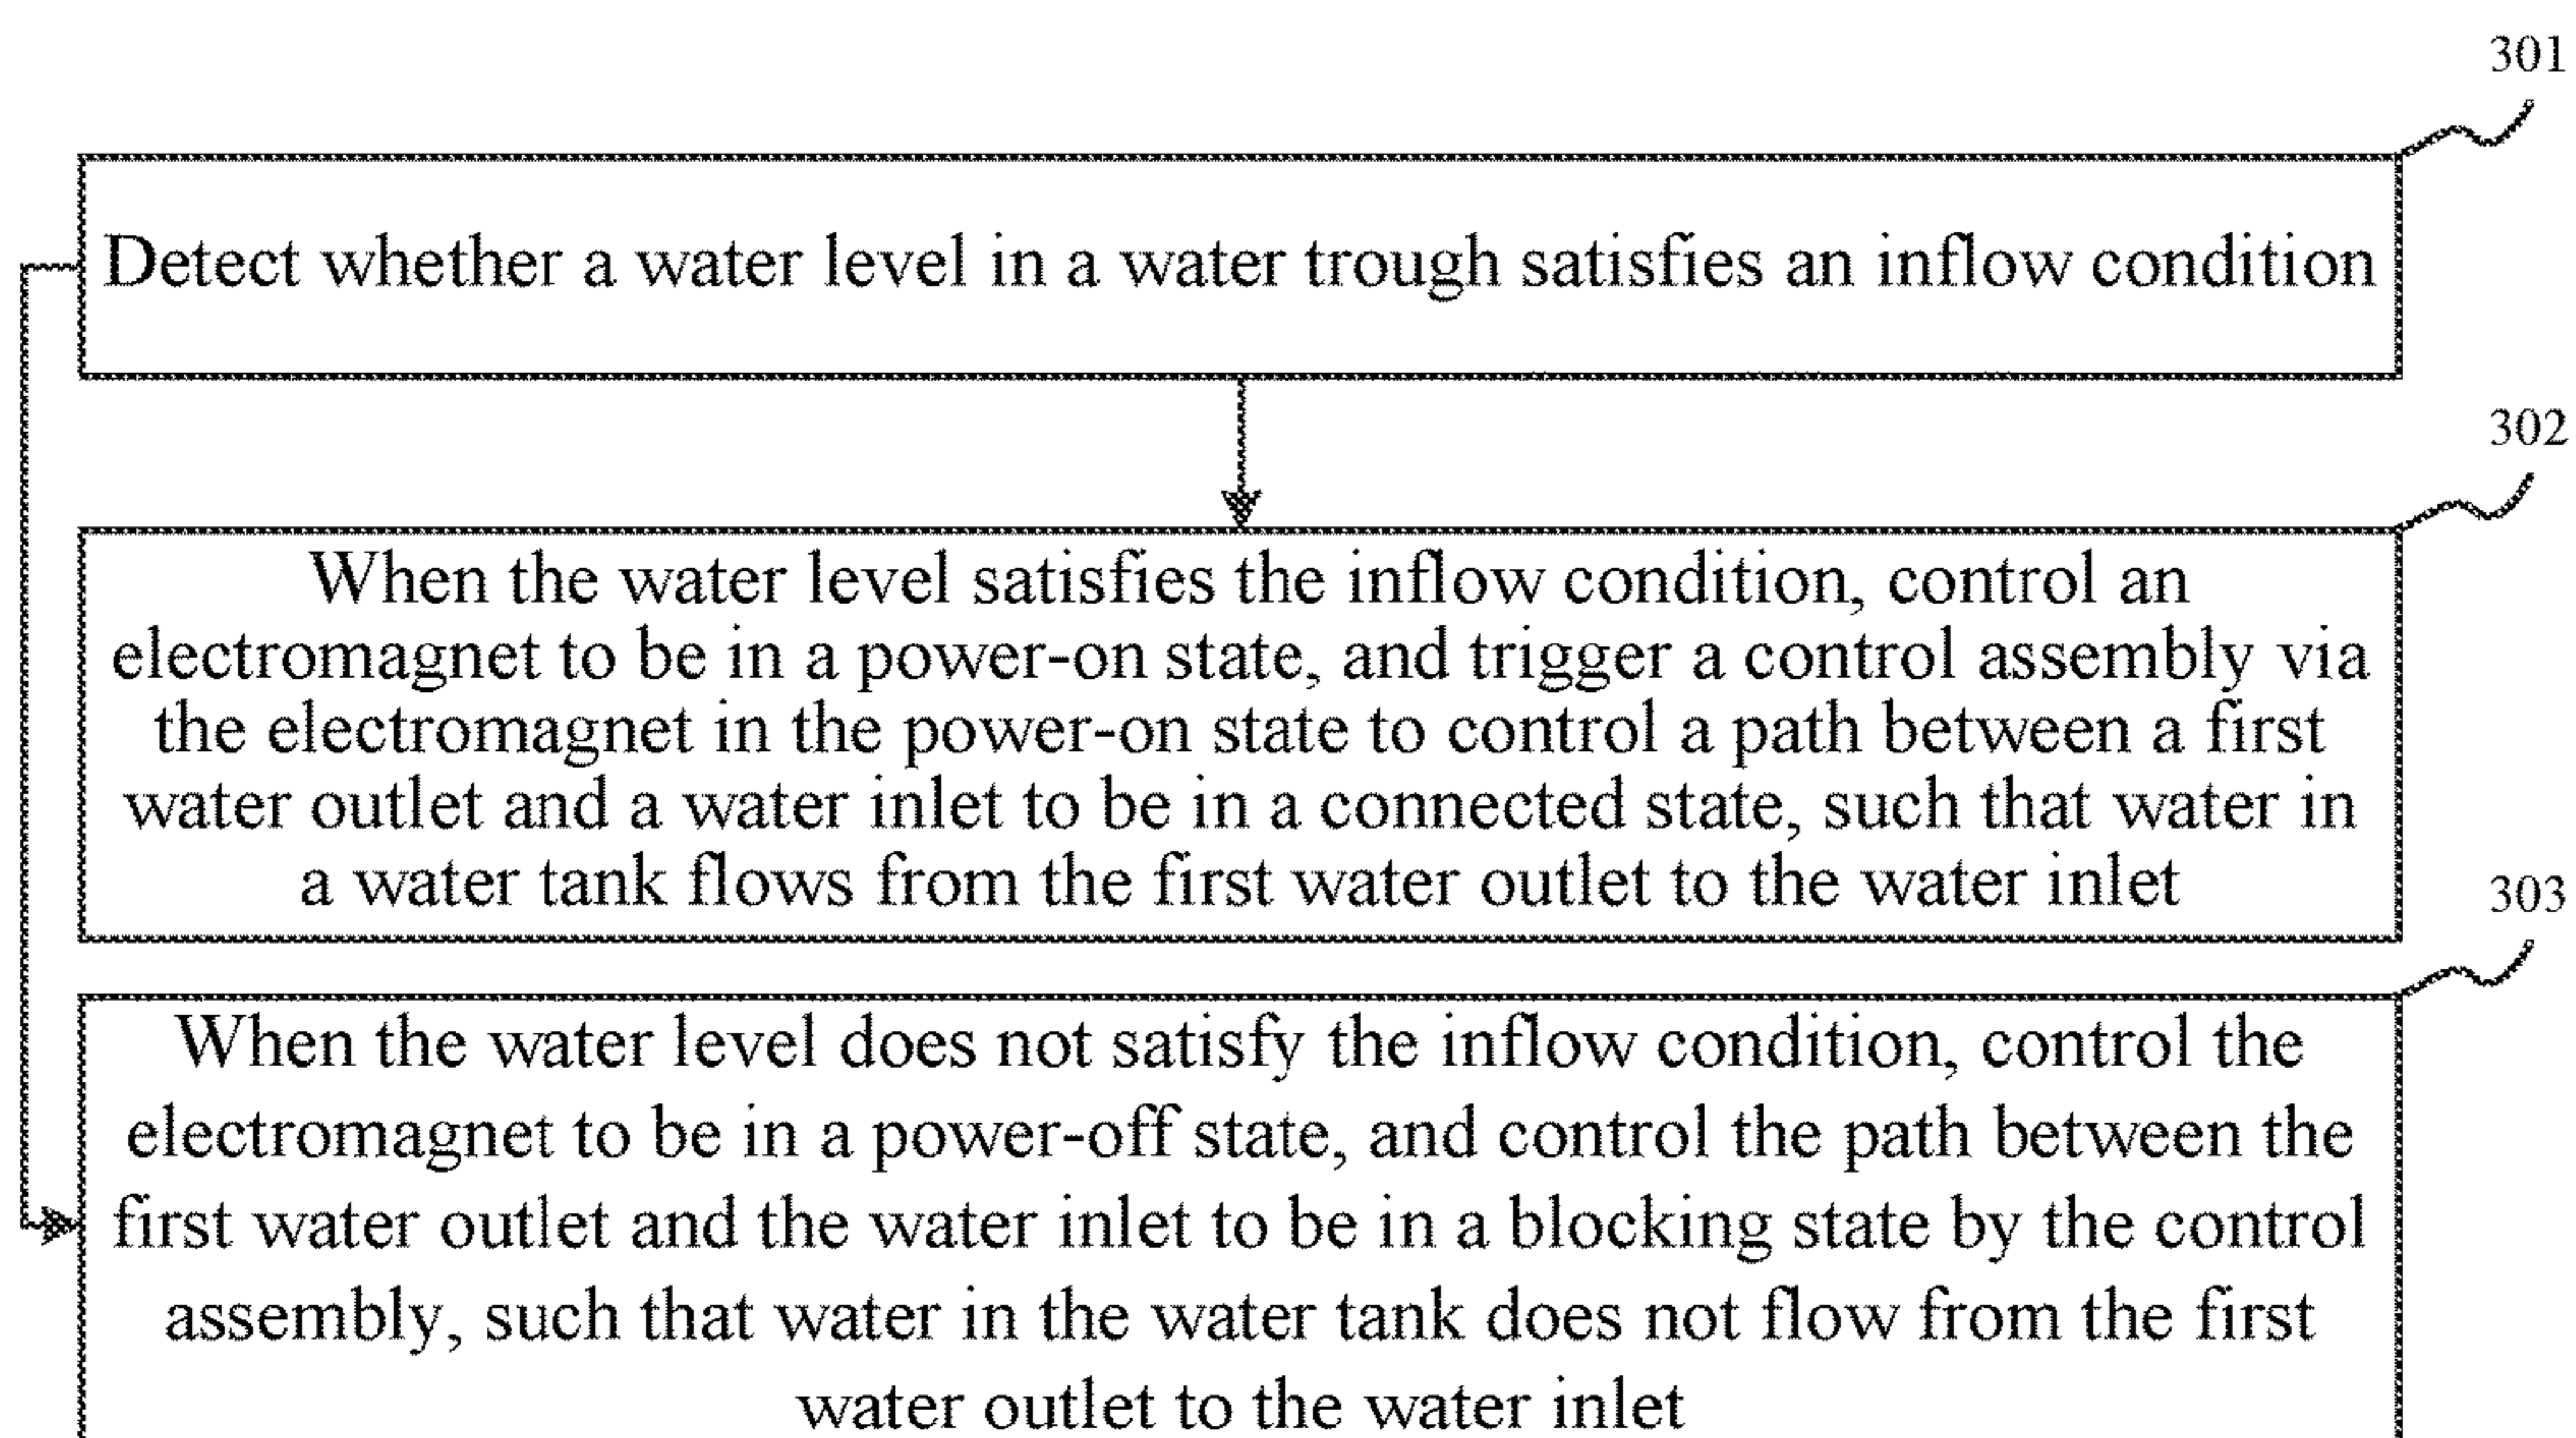 301
Detect whether a water level in a water trough satisfies an inflow condition
302
When the water level satisfies the inflow condition, control an
electromagnet to be in a power-on state, and trigger a control assembly via
the electromagnet in the power-on state to control a path between a first
water outlet and a water inlet to be in a connected state, such that water in
a water tank flows from the first water outlet to the water inlet
303
When the water level does not satisfy the inflow condition, control the
electromagnet to be in a power-off state, and control the path between the
first water outlet and the water inlet to be in a blocking state by the control
assembly, such that water in the water tank does not flow from the first
water outlet to the water inlet